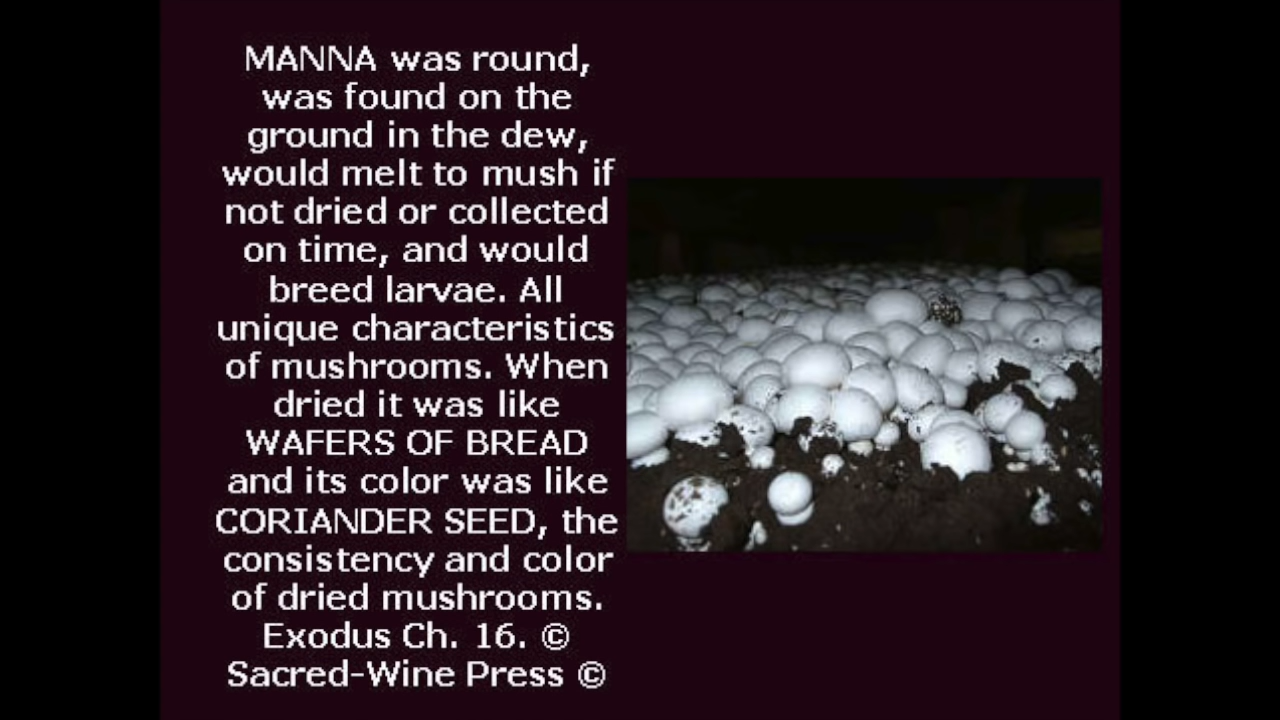 MANNA was round,
was found on the
ground in the dew,
would melt to mush if
not dried or collected
on time, and would
breed larvae. All
unique characteristics
of mushrooms. When
dried it was like
WAFERS OF BREAD
and its color was like
CORIANDER SEED, the
consistency and color
of dried mushrooms.
Exodus Ch. 16. ©
Sacred-Wine Press ©